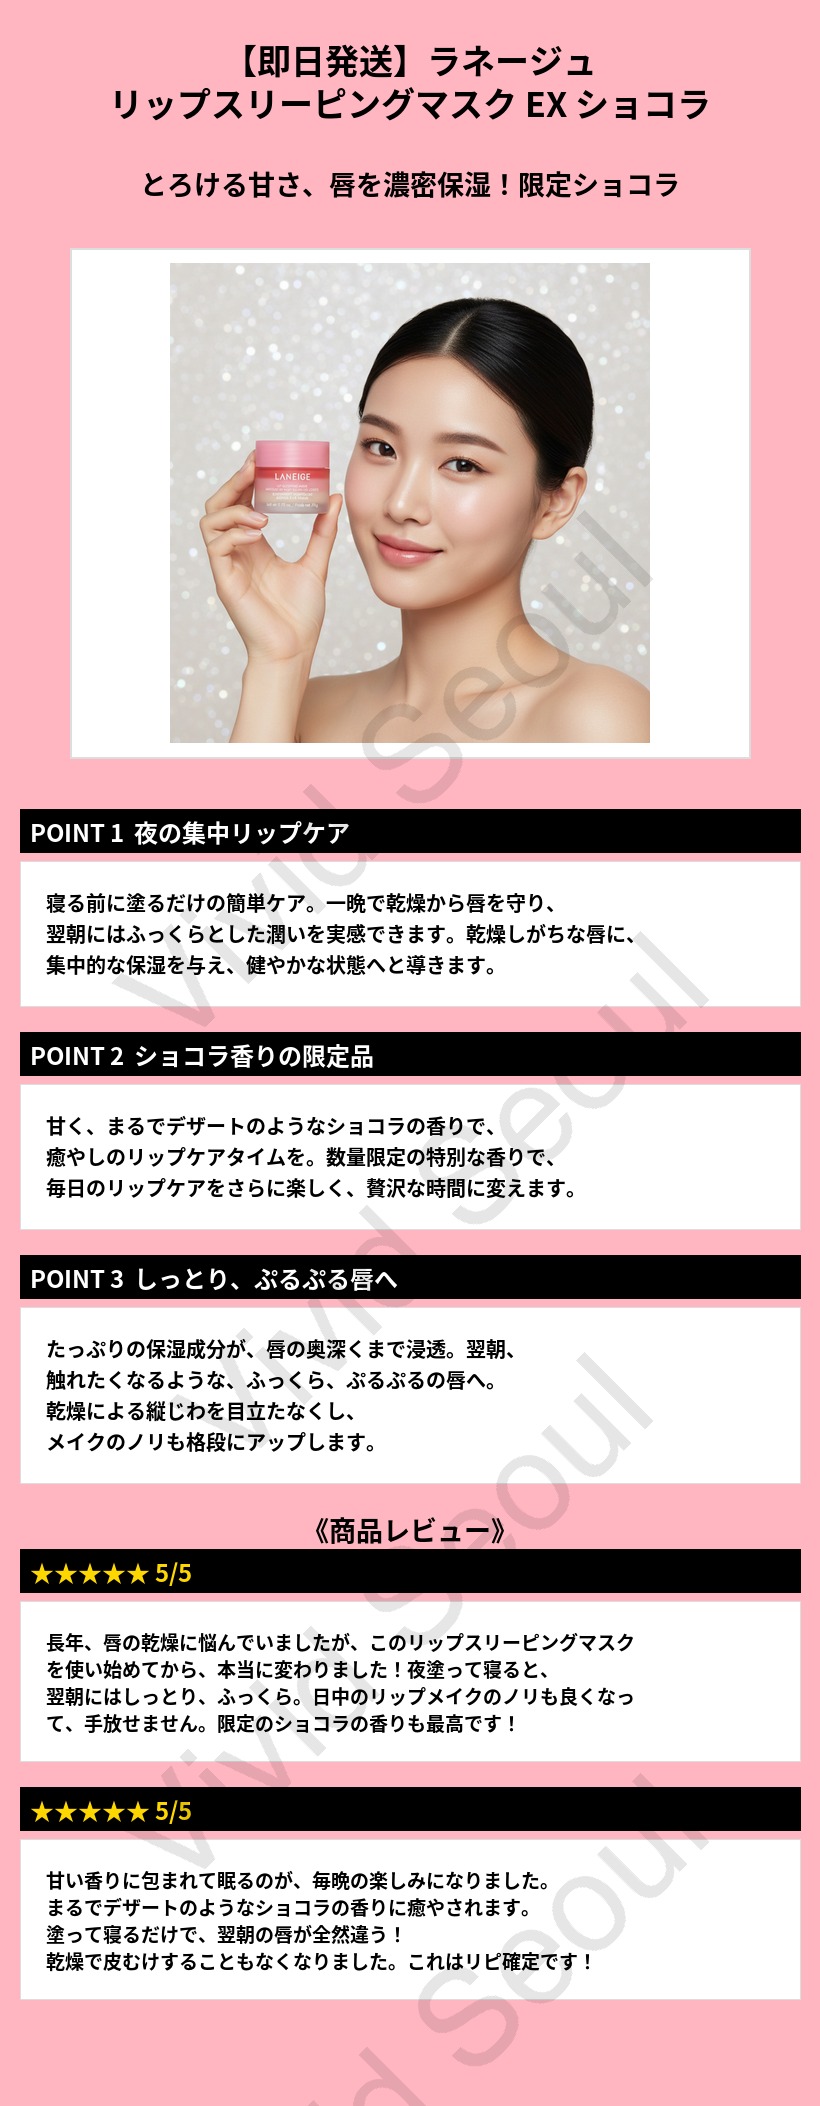 【即日発送】ラネージュ
リップスリーピングマスク EX ショコラ
とろける甘さ、唇を濃密保湿！限定ショコラ
LANEIGE
POINT 1 夜の集中リップケア
寝る前に塗るだけの簡単ケア。一晩で乾燥から唇を守り、
翌朝にはふっくらとした潤いを実感できます。乾燥しがちな唇に、
集中的な保湿を与え、健やかな状態へと導きます。
POINT 2 ショコラ香りの限定品
甘く、まるでデザートのようなショコラの香りで、
癒やしのリップケアタイムを。数量限定の特別な香りで、
毎日のリップケアをさらに楽しく、贅沢な時間に変えます。
POINT 3 しっとり、ぷるぷる唇へ
たっぷりの保湿成分が、唇の奥深くまで浸透。翌朝、
触れたくなるような、ふっくら、ぷるぷるの唇へ。
乾燥による縦じわを目立たなくし、
メイクのノリも格段にアップします。
《商品レビュー》
★★★★★ 5/5
長年、唇の乾燥に悩んでいましたが、このリップスリーピングマスク
を使い始めてから、本当に変わりました！夜塗って寝ると、
翌朝にはしっとり、ふっくら。日中のリップメイクのノリも良くなっ
て、手放せません。限定のショコラの香りも最高です！
★★★★★ 5/5
甘い香りに包まれて眠るのが、毎晩の楽しみになりました。
まるでデザートのようなショコラの香りに癒やされます。
塗って寝るだけで、翌朝の唇が全然違う！
乾燥で皮むけすることもなくなりました。これはリピ確定です！
Vivid Seoul
Vivid Seoul
Vivid Seoul
Vivid Seoul